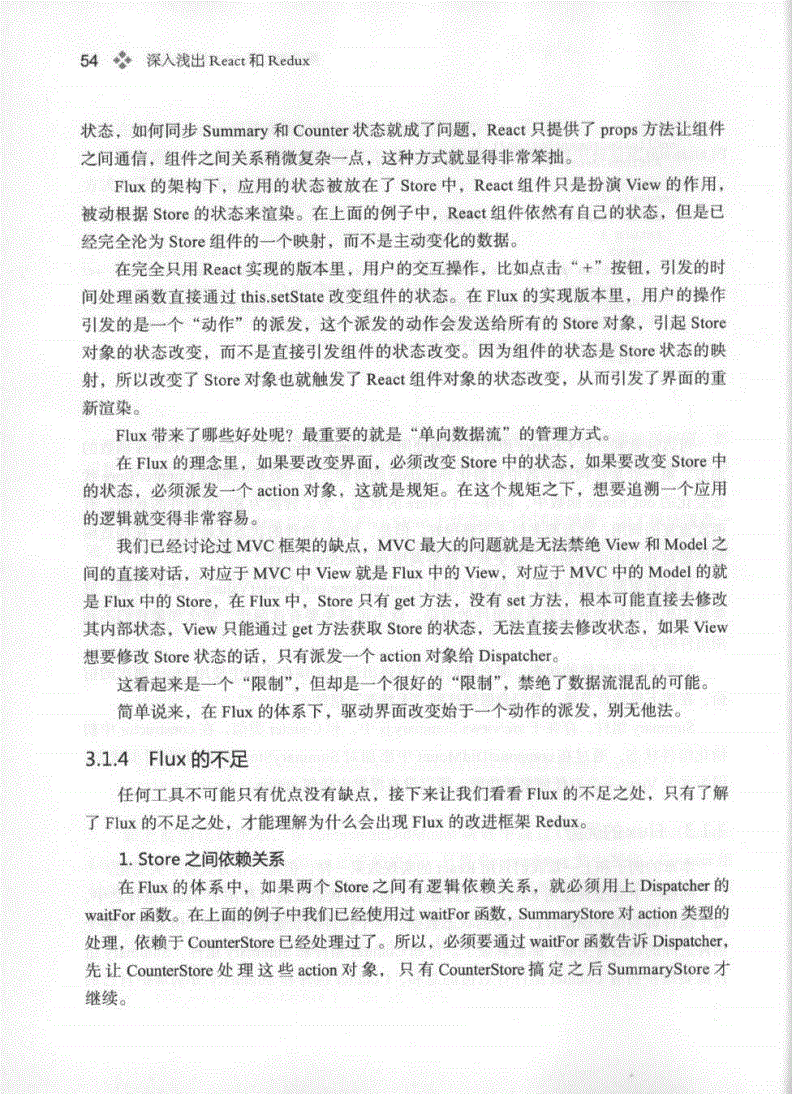 54 深入浅出 React 和 Redux
状态，如何同步 Summary 和 Counter 状态就成了问题，React 只提供了 props 方法让组件
之间通信，组件之间关系稍微复杂一点，这种方式就显得非常笨拙。
Flux 的架构下，应用的状态被放在了 Store 中，React 组件只是扮演 View 的作用，
被动根据 Store 的状态来渲染。在上面的例子中，React 组件依然有自己的状态，但是已
经完全沦为 Store 组件的一个映射，而不是主动变化的数据。
在完全只用 React 实现的版本里，用户的交互操作，比如点击“+”按钮，引发的时
间处理函数直接通过 this.setState 改变组件的状态。在 Flux 的实现版本里，用户的操作
引发的是一个“动作”的派发，这个派发的动作会发送给所有的 Store 对象，引起 Store
对象的状态改变，而不是直接引发组件的状态改变。因为组件的状态是 Store 状态的映
射，所以改变了 Store 对象也就触发了 React 组件对象的状态改变，从而引发了界面的重
新渲染。
Flux 带来了哪些好处呢？最重要的就是“单向数据流”的管理方式。
在 Flux 的理念里，如果要改变界面，必须改变 Store 中的状态，如果要改变 Store 中
的状态，必须派发一个 action 对象，这就是规矩。在这个规矩之下，想要追溯一个应用
的逻辑就变得非常容易。
我们已经讨论过 MVC 框架的缺点，MVC 最大的问题就是无法禁绝 View 和 Model 之
间的直接对话，对应于 MVC 中 View 就是 Flux 中的 View，对应于 MVC 中的 Model 的就
是 Flux 中的 Store，在 Flux 中，Store 只有 get 方法，没有 set 方法，根本可能直接去修改
其内部状态，View 只能通过 get 方法获取 Store 的状态，无法直接去修改状态，如果 View
想要修改 Store 状态的话，只有派发一个 action 对象给 Dispatcher。
这看起来是一个“限制”，但却是一个很好的“限制”，禁绝了数据流混乱的可能。
简单说来，在 Flux 的体系下，驱动界面改变始于一个动作的派发，别无他法。
3.1.4 Flux 的不足
任何工具不可能只有优点没有缺点，接下来让我们看看 Flux 的不足之处，只有了解
了 Flux 的不足之处，才能理解为什么会出现 Flux 的改进框架 Redux。
1. Store 之间依赖关系
在 Flux 的体系中，如果两个 Store 之间有逻辑依赖关系，就必须用上 Dispatcher 的
waitFor 函数。在上面的例子中我们已经使用过 waitFor 函数，SummaryStore 对 action 类型的
处理，依赖于 CounterStore 已经处理过了。所以，必须要通过 waitFor 函数告诉 Dispatcher，
先让 CounterStore 处理这些 action 对象，只有 CounterStore 搞定之后 SummaryStore 才
继续。